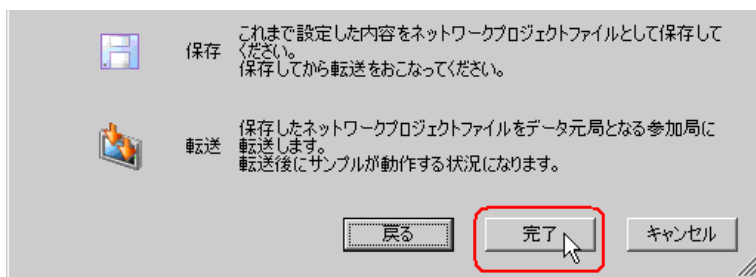 保存
これまで設定した内容をネットワークプロジェクトファイルとして保存して
ください。
保存してから転送をおこなってください。
転送
保存したネットワークプロジェクトファイルをデータ元局となる参加局に
転送します。
転送後にサンプルが動作する状況になります。
戻る
完了
キャンセル